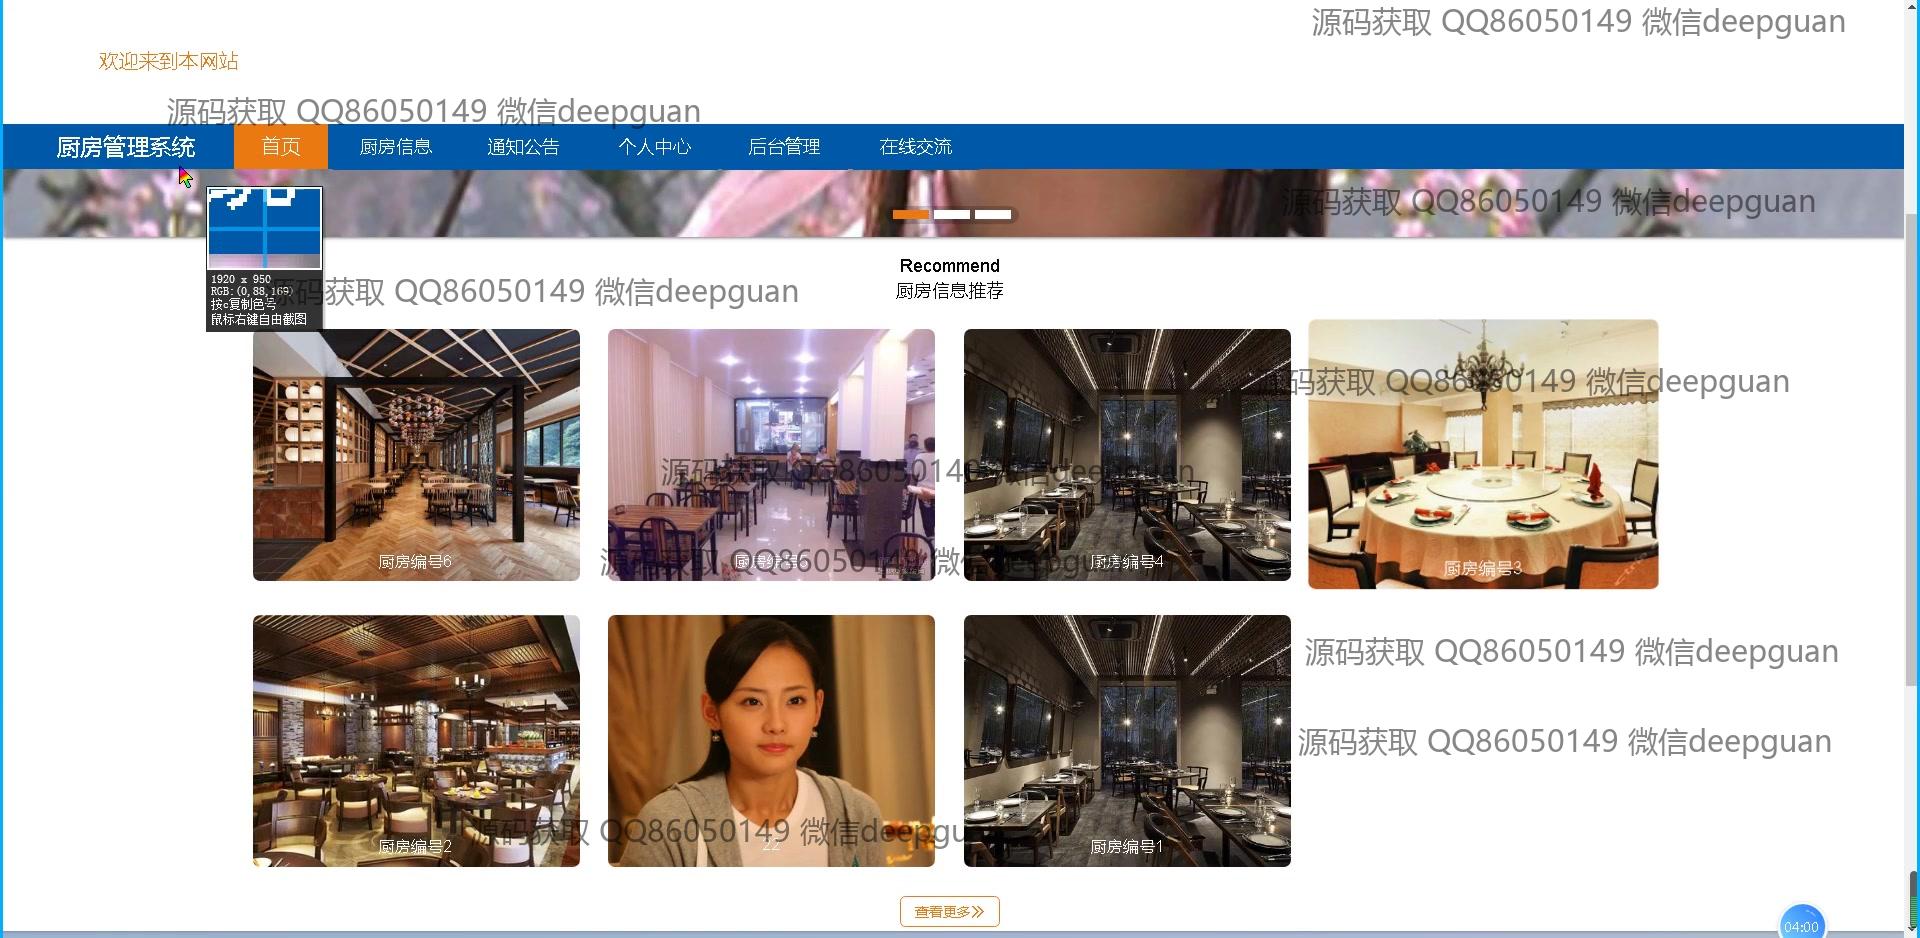 源码获取 QQ86050149 微信deepguan
欢迎来到本网站
源码获取 QQ86050149 微信deepguan
厨房管理系统 首页 厨房信息 通知公告 个人中心 后台管理 在线交流
源码获取 QQ86050149 微信deepguan
1920 x 950
RGB:(0,88,169)
按c复制色号
鼠标右键自由截图
源码获取 QQ86050149 微信deepguan
Recommend
厨房信息推荐
源码获取 QQ86050149 微信deepguan
源码获取 QQ86050149 微信deepguan
厨房编号6
厨房编号5
厨房编号4
厨房编号3
源码获取 QQ86050149 微信deepguan
源码获取 QQ86050149 微信deepguan
源码获取 QQ86050149 微信deepguan
源码获取 QQ86050149 微信deepguan
厨房编号2
22
厨房编号1
查看更多
04:00